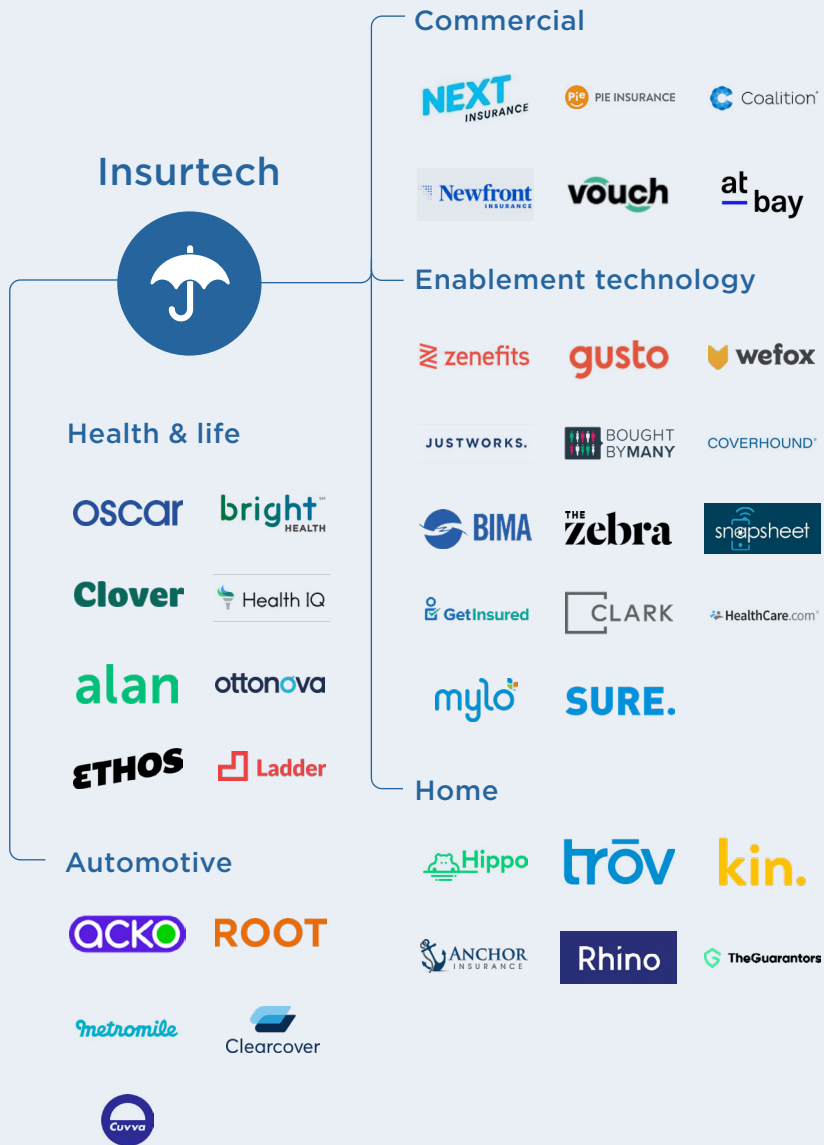 Insurtech
Commercial
NEXT
INSURANCE
Pie PIE INSURANCE
Coalition
Newfront
INSURANCE
vouch
at
bay
Enablement technology
zenefits
gusto
wefox
JUSTWORKS.
BOUGHT
BYMANY
COVERHOUND
BIMA
THE
zebra
snapsheet
GetInsured
CLARK
HealthCare.com
mylo
SURE.
Home
Hippo
trōv
kin.
ANCHOR
INSURANCE
Rhino
TheGuarantors
Health & life
oscar
bright
HEALTH
Clover
Health IQ
alan
ottonova
ETHOS
Ladder
Automotive
acko
ROOT
metromile
Clearcover
Cuvva